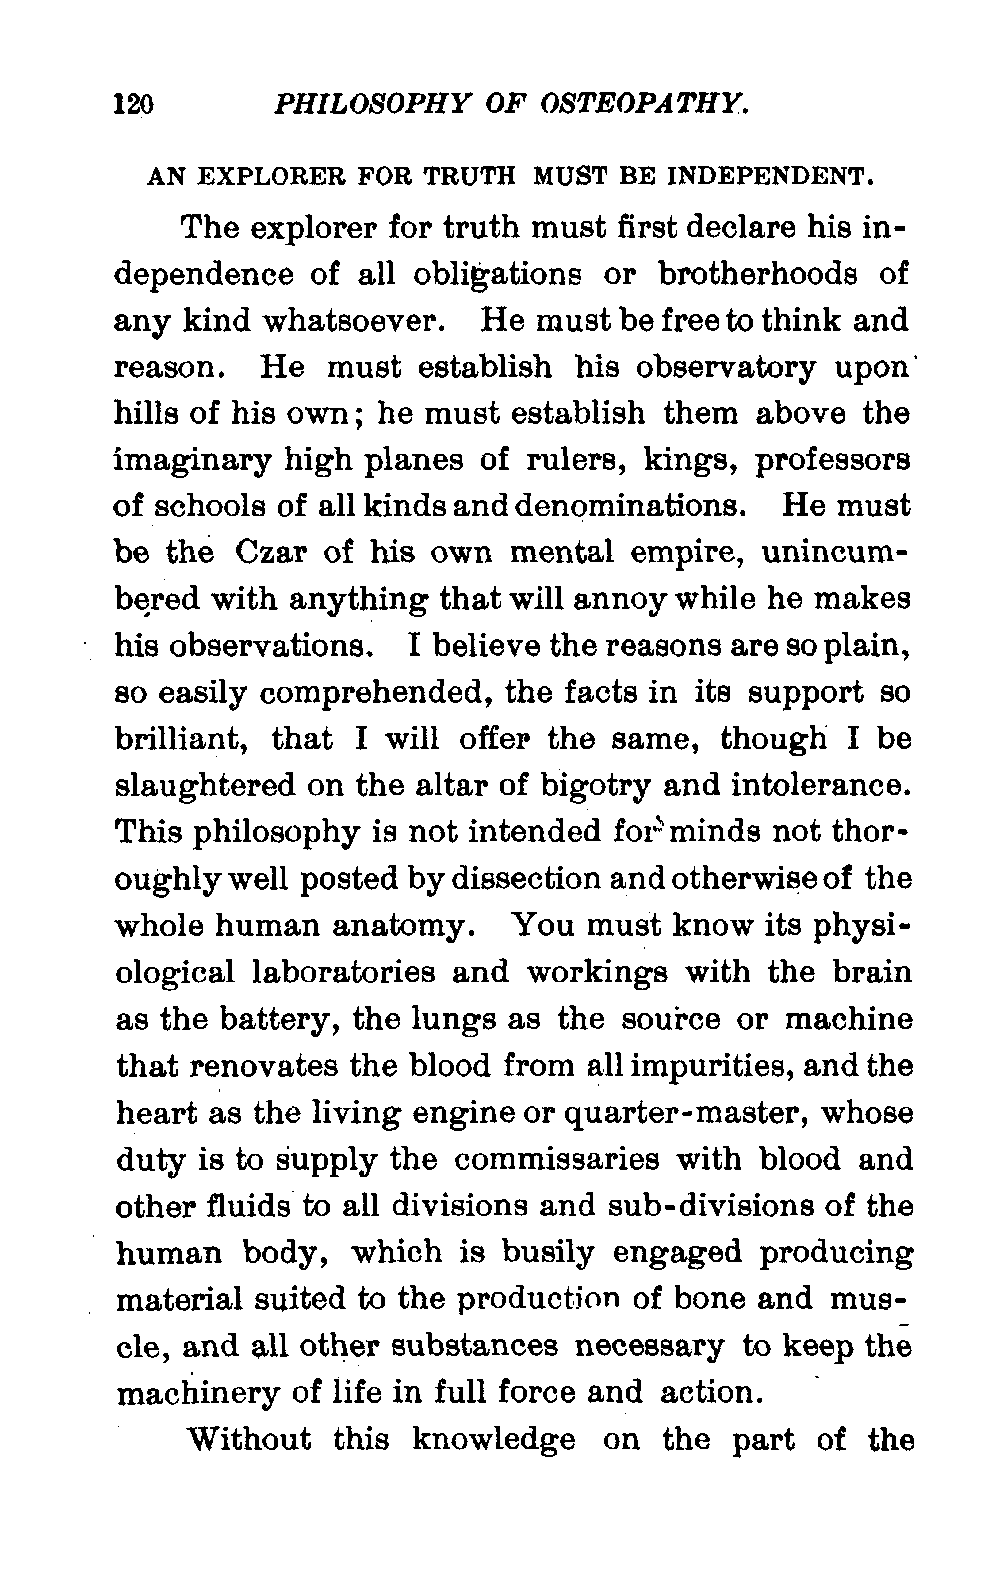 120 PHILOSOPHY OF OSTEOPATHY.
AN EXPLORER FOR TRUTH MUST BE INDEPENDENT.
The explorer for truth must first declare his in-
dependence of all obligations or brotherhoods of
any kind whatsoever. He must be free to think and
reason. He must establish his observatory upon
hills of his own; he must establish them above the
imaginary high planes of rulers, kings, professors
of schools of all kinds and denominations. He must
be the Czar of his own mental empire, unincum-
bered with anything that will annoy while he makes
his observations. I believe the reasons are so plain,
so easily comprehended, the facts in its support so
brilliant, that I will offer the same, though I be
slaughtered on the altar of bigotry and intolerance.
This philosophy is not intended for minds not thor-
oughly well posted by dissection and otherwise of the
whole human anatomy. You must know its physi-
ological laboratories and workings with the brain
as the battery, the lungs as the source or machine
that renovates the blood from all impurities, and the
heart as the living engine or quarter-master, whose
duty is to supply the commissaries with blood and
other fluids to all divisions and sub-divisions of the
human body, which is busily engaged producing
material suited to the production of bone and mus-
cle, and all other substances necessary to keep the
machinery of life in full force and action.
Without this knowledge on the part of the